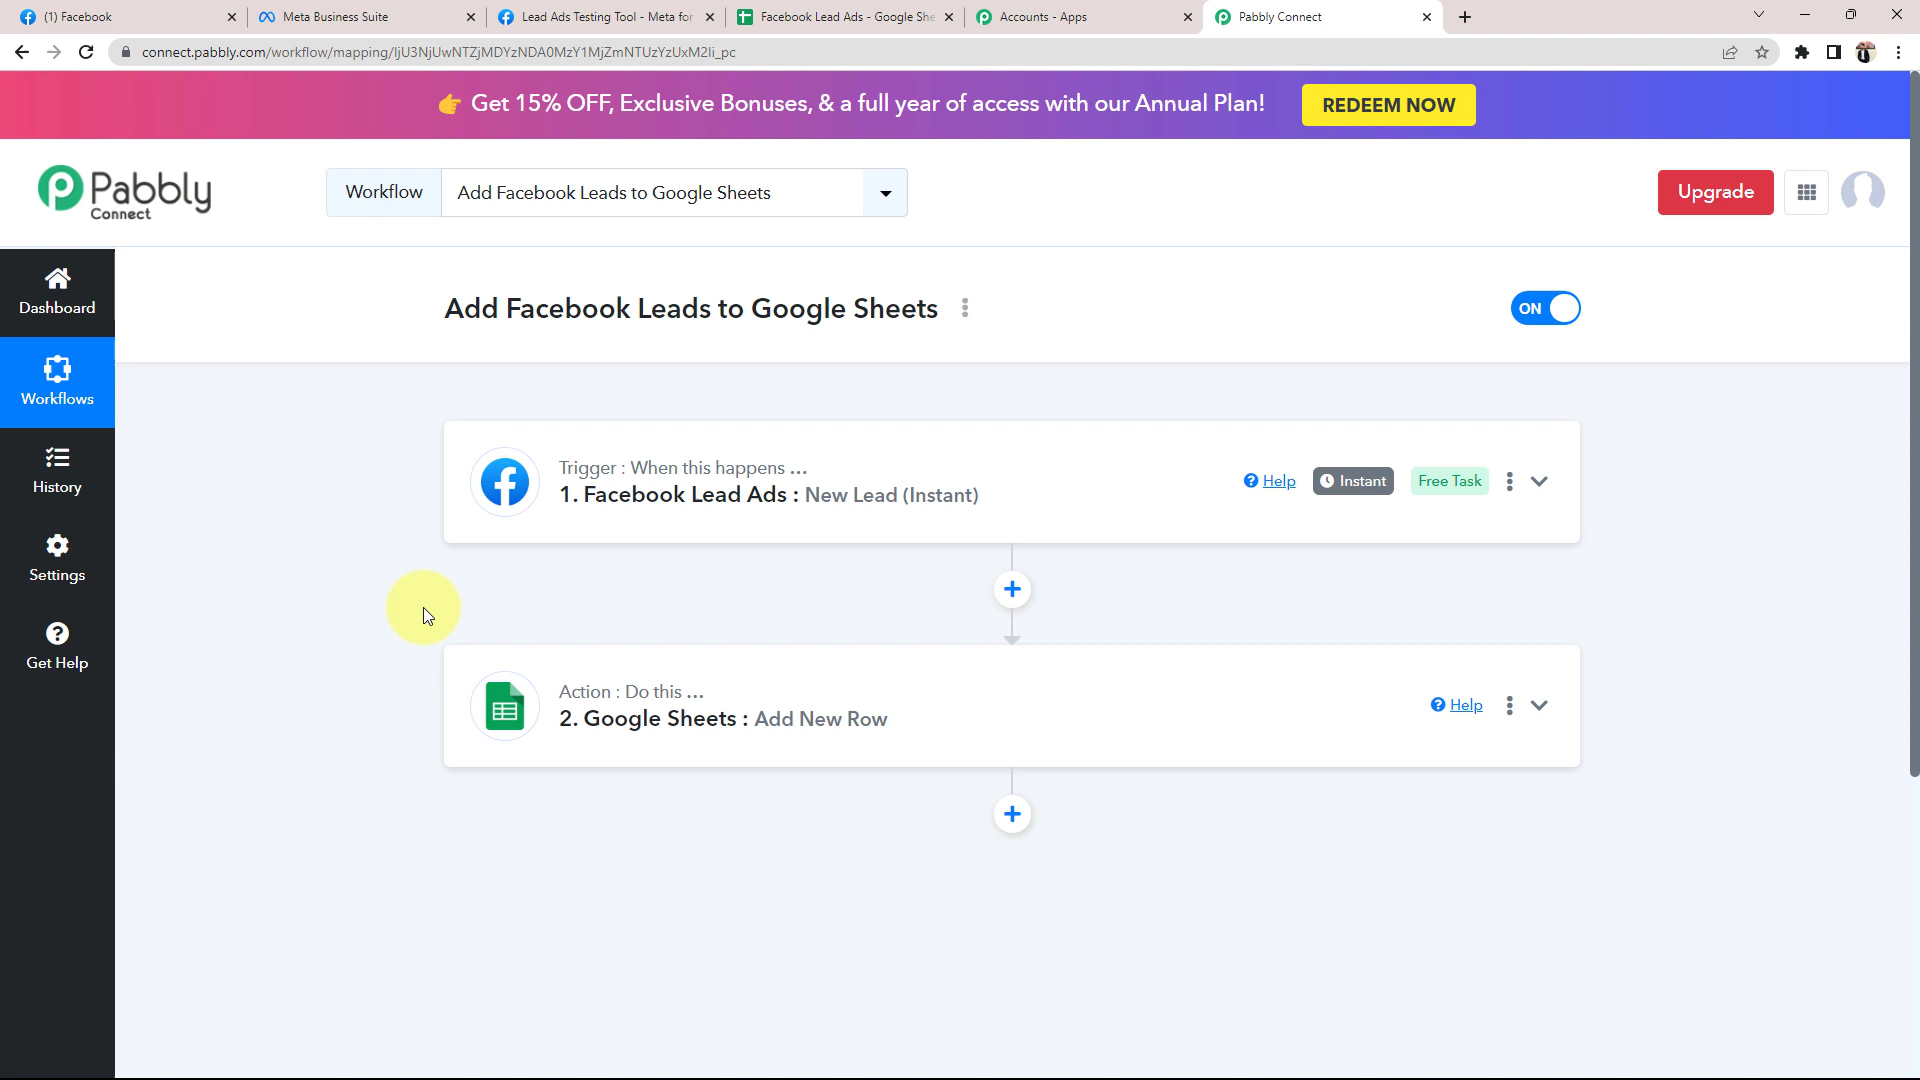 (1) Facebook
Meta Business Suite
Lead Ads Testing Tool - Meta for
Facebook Lead Ads - Google She
Accounts - Apps
Pabbly Connect
connect.pabbly.com/workflow/mapping/IjU3NjUwNTZjMDYzNDA0MzY1MjZmNTUzYzUxM2Ii_pc
👉 Get 15% OFF, Exclusive Bonuses, & a full year of access with our Annual Plan!
REDEEM NOW
Pabbly
Connect
Workflow
Add Facebook Leads to Google Sheets
Upgrade
Dashboard
Workflows
History
Settings
Get Help
Add Facebook Leads to Google Sheets
ON
Trigger : When this happens ...
1. Facebook Lead Ads : New Lead (Instant)
Help
Instant
Free Task
Action : Do this ...
2. Google Sheets : Add New Row
Help